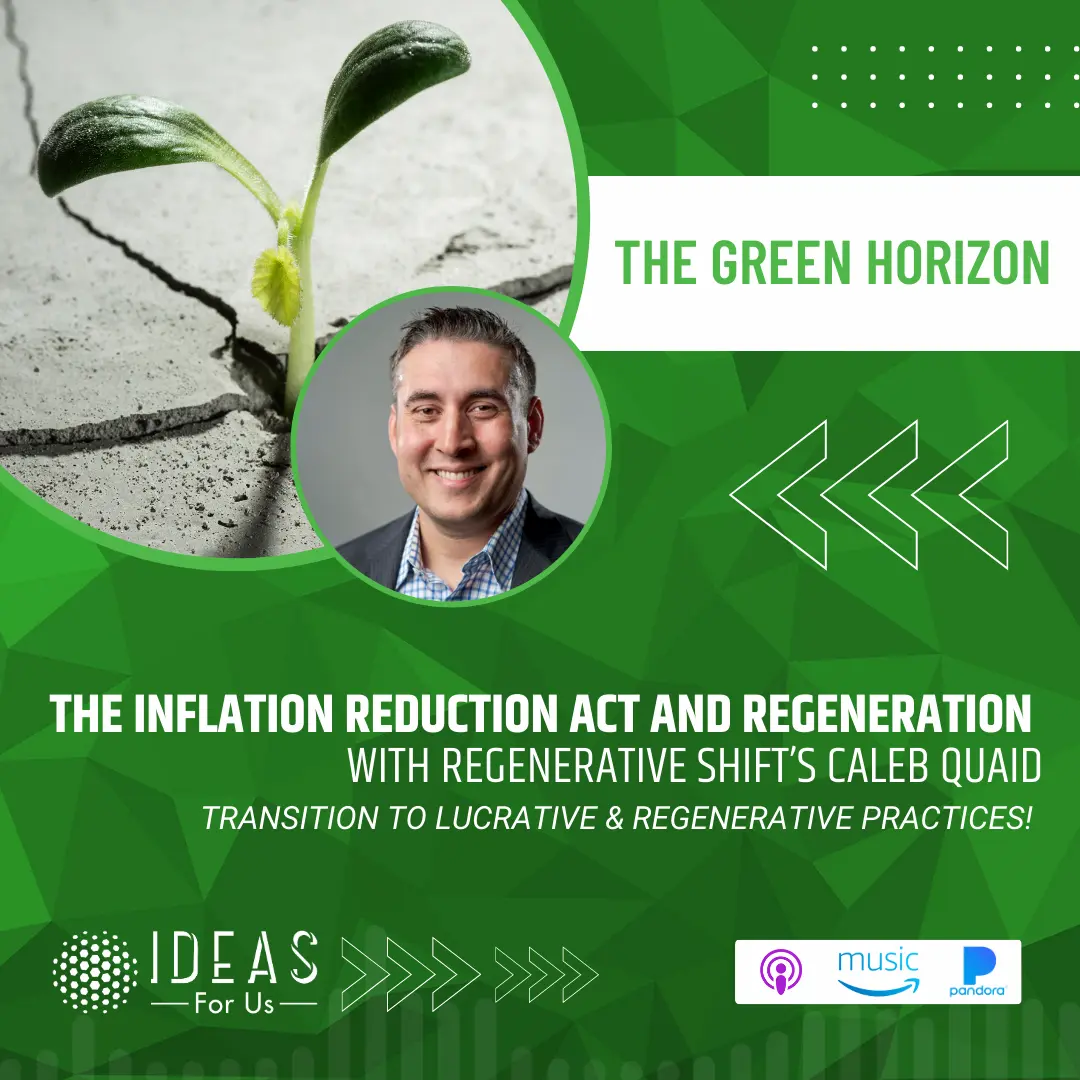 THE GREEN HORIZON
THE INFLATION REDUCTION ACT AND REGENERATION
WITH REGENERATIVE SHIFT'S CALEB QUAID
TRANSITION TO LUCRATIVE & REGENERATIVE PRACTICES!
IDEAS
For Us
music
pandora